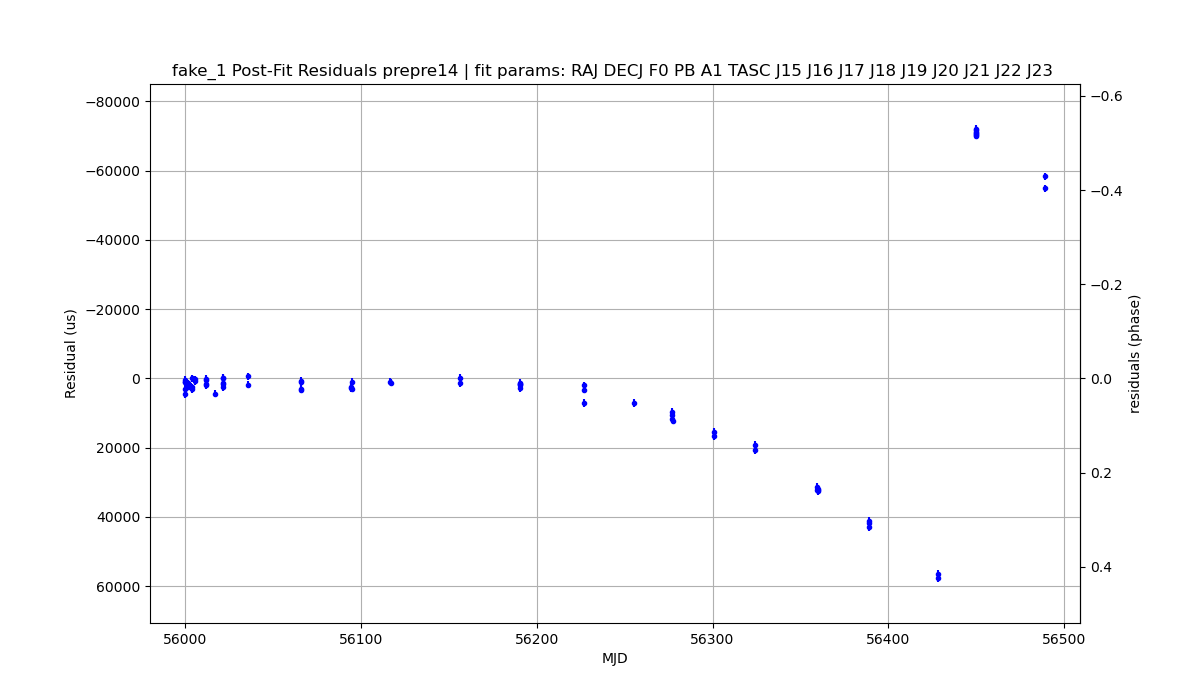 fake_1 Post-Fit Residuals prepre14 | fit params: RAJ DECJ F0 PB A1 TASC J15 J16 J17 J18 J19 J20 J21 J22 J23
−80000
−60000
−40000
−20000
0
20000
40000
60000
Residual (us)
−0.6
−0.4
−0.2
0.0
0.2
0.4
residuals (phase)
56000 56100 56200 56300 56400 56500
MJD